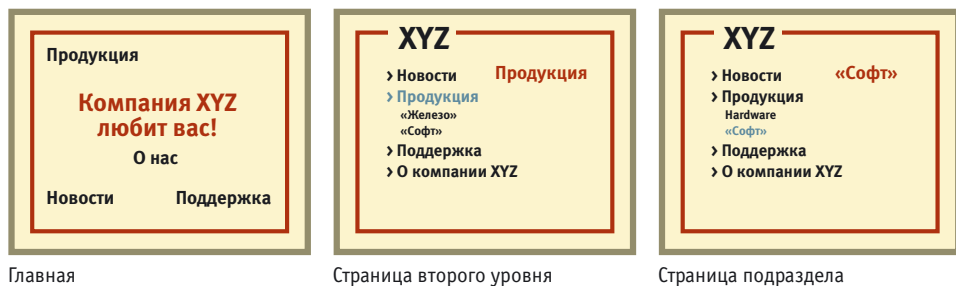 Продукция
Компания XYZ
любит вас!
О нас
Новости Поддержка
Главная
XYZ
› Новости
Продукция
› Продукция
«Железо»
«Софт»
› Поддержка
› О компании XYZ
Страница второго уровня
XYZ
› Новости
«Софт»
› Продукция
Hardware
«Софт»
› Поддержка
› О компании XYZ
Страница подраздела